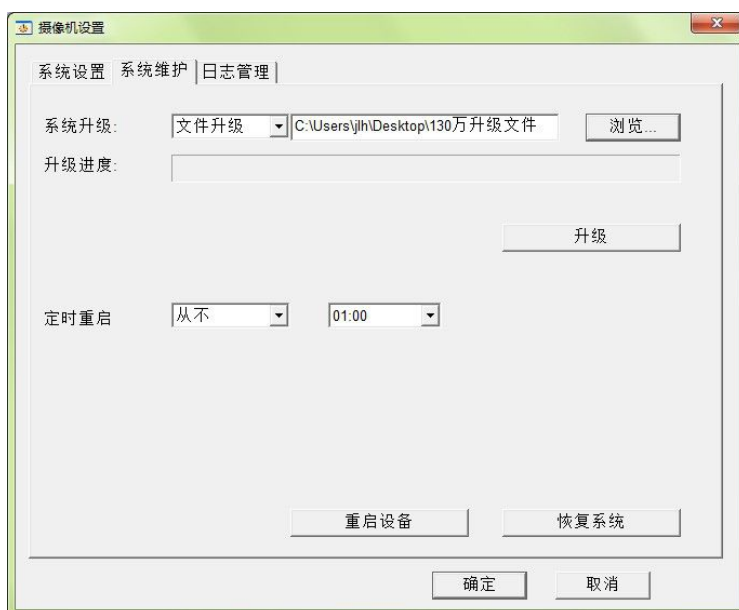 摄像机设置
系统设置 系统维护 日志管理
系统升级: 文件升级 C:\Users\jlh\Desktop\130万升级文件 浏览...
升级进度:
升级
定时重启 从不 01:00
重启设备 恢复系统
确定 取消